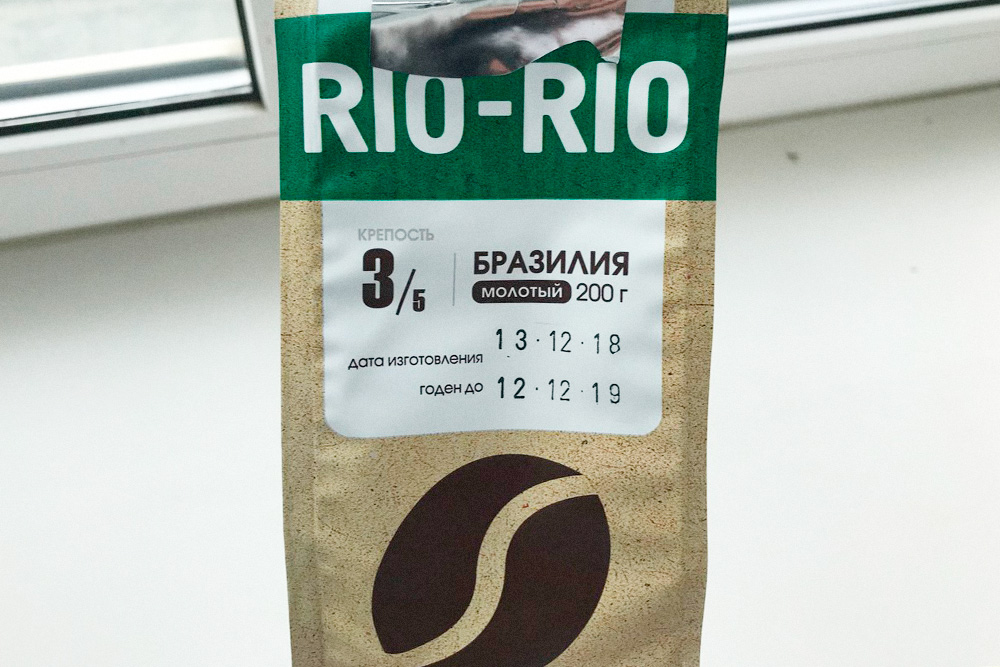 RIO-RIO
КРЕПОСТЬ
3/5
БРАЗИЛИЯ
МОЛОТЫЙ 200 г
дата изготовления 13·12·18
годен до 12·12·19